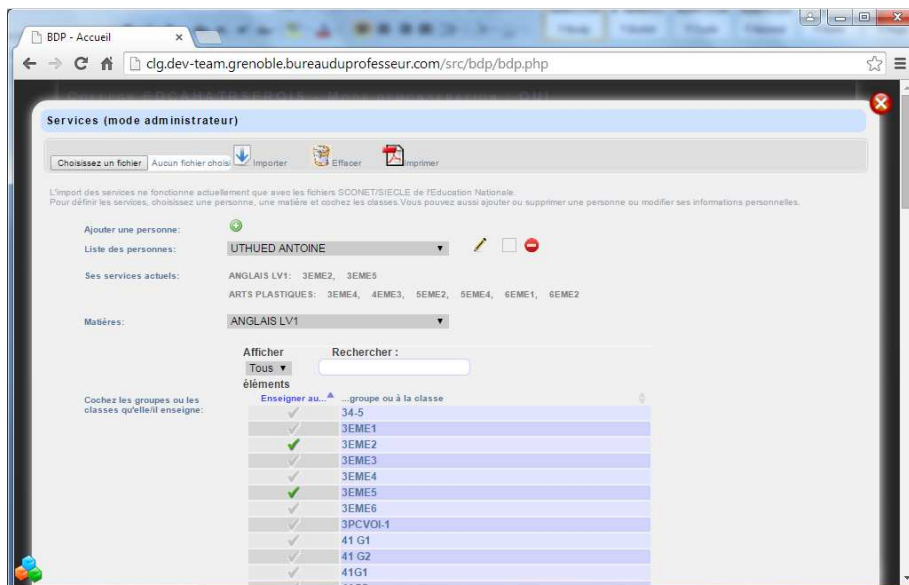 BDP - Accueil
clg.dev-team.grenoble.bureauduprofesseur.com/src/bdp/bdp.php
Services (mode administrateur)
Choisissez un fichier Aucun fichier chois Importer Effacer Imprimer
L'import des services ne fonctionne actuellement que avec les fichiers SCONET/SIECLE de l'Education Nationale.
Pour définir les services, choisissez une personne, une matière et cochez les classes.Vous pouvez aussi ajouter ou supprimer une personne ou modifier ses informations personnelles.
Ajouter une personne:
Liste des personnes: UTHUED ANTOINE
Ses services actuels: ANGLAIS LV1: 3EME2, 3EME5
ARTS PLASTIQUES: 3EME4, 4EME3, 5EME2, 5EME4, 6EME1, 6EME2
Matières: ANGLAIS LV1
Afficher Rechercher :
Tous
éléments
Cochez les groupes ou les
classes qu'elle/il enseigne:
Enseigner au... ...groupe ou à la classe
34-5
3EME1
3EME2
3EME3
3EME4
3EME5
3EME6
3PCVOI-1
41 G1
41 G2
41G1